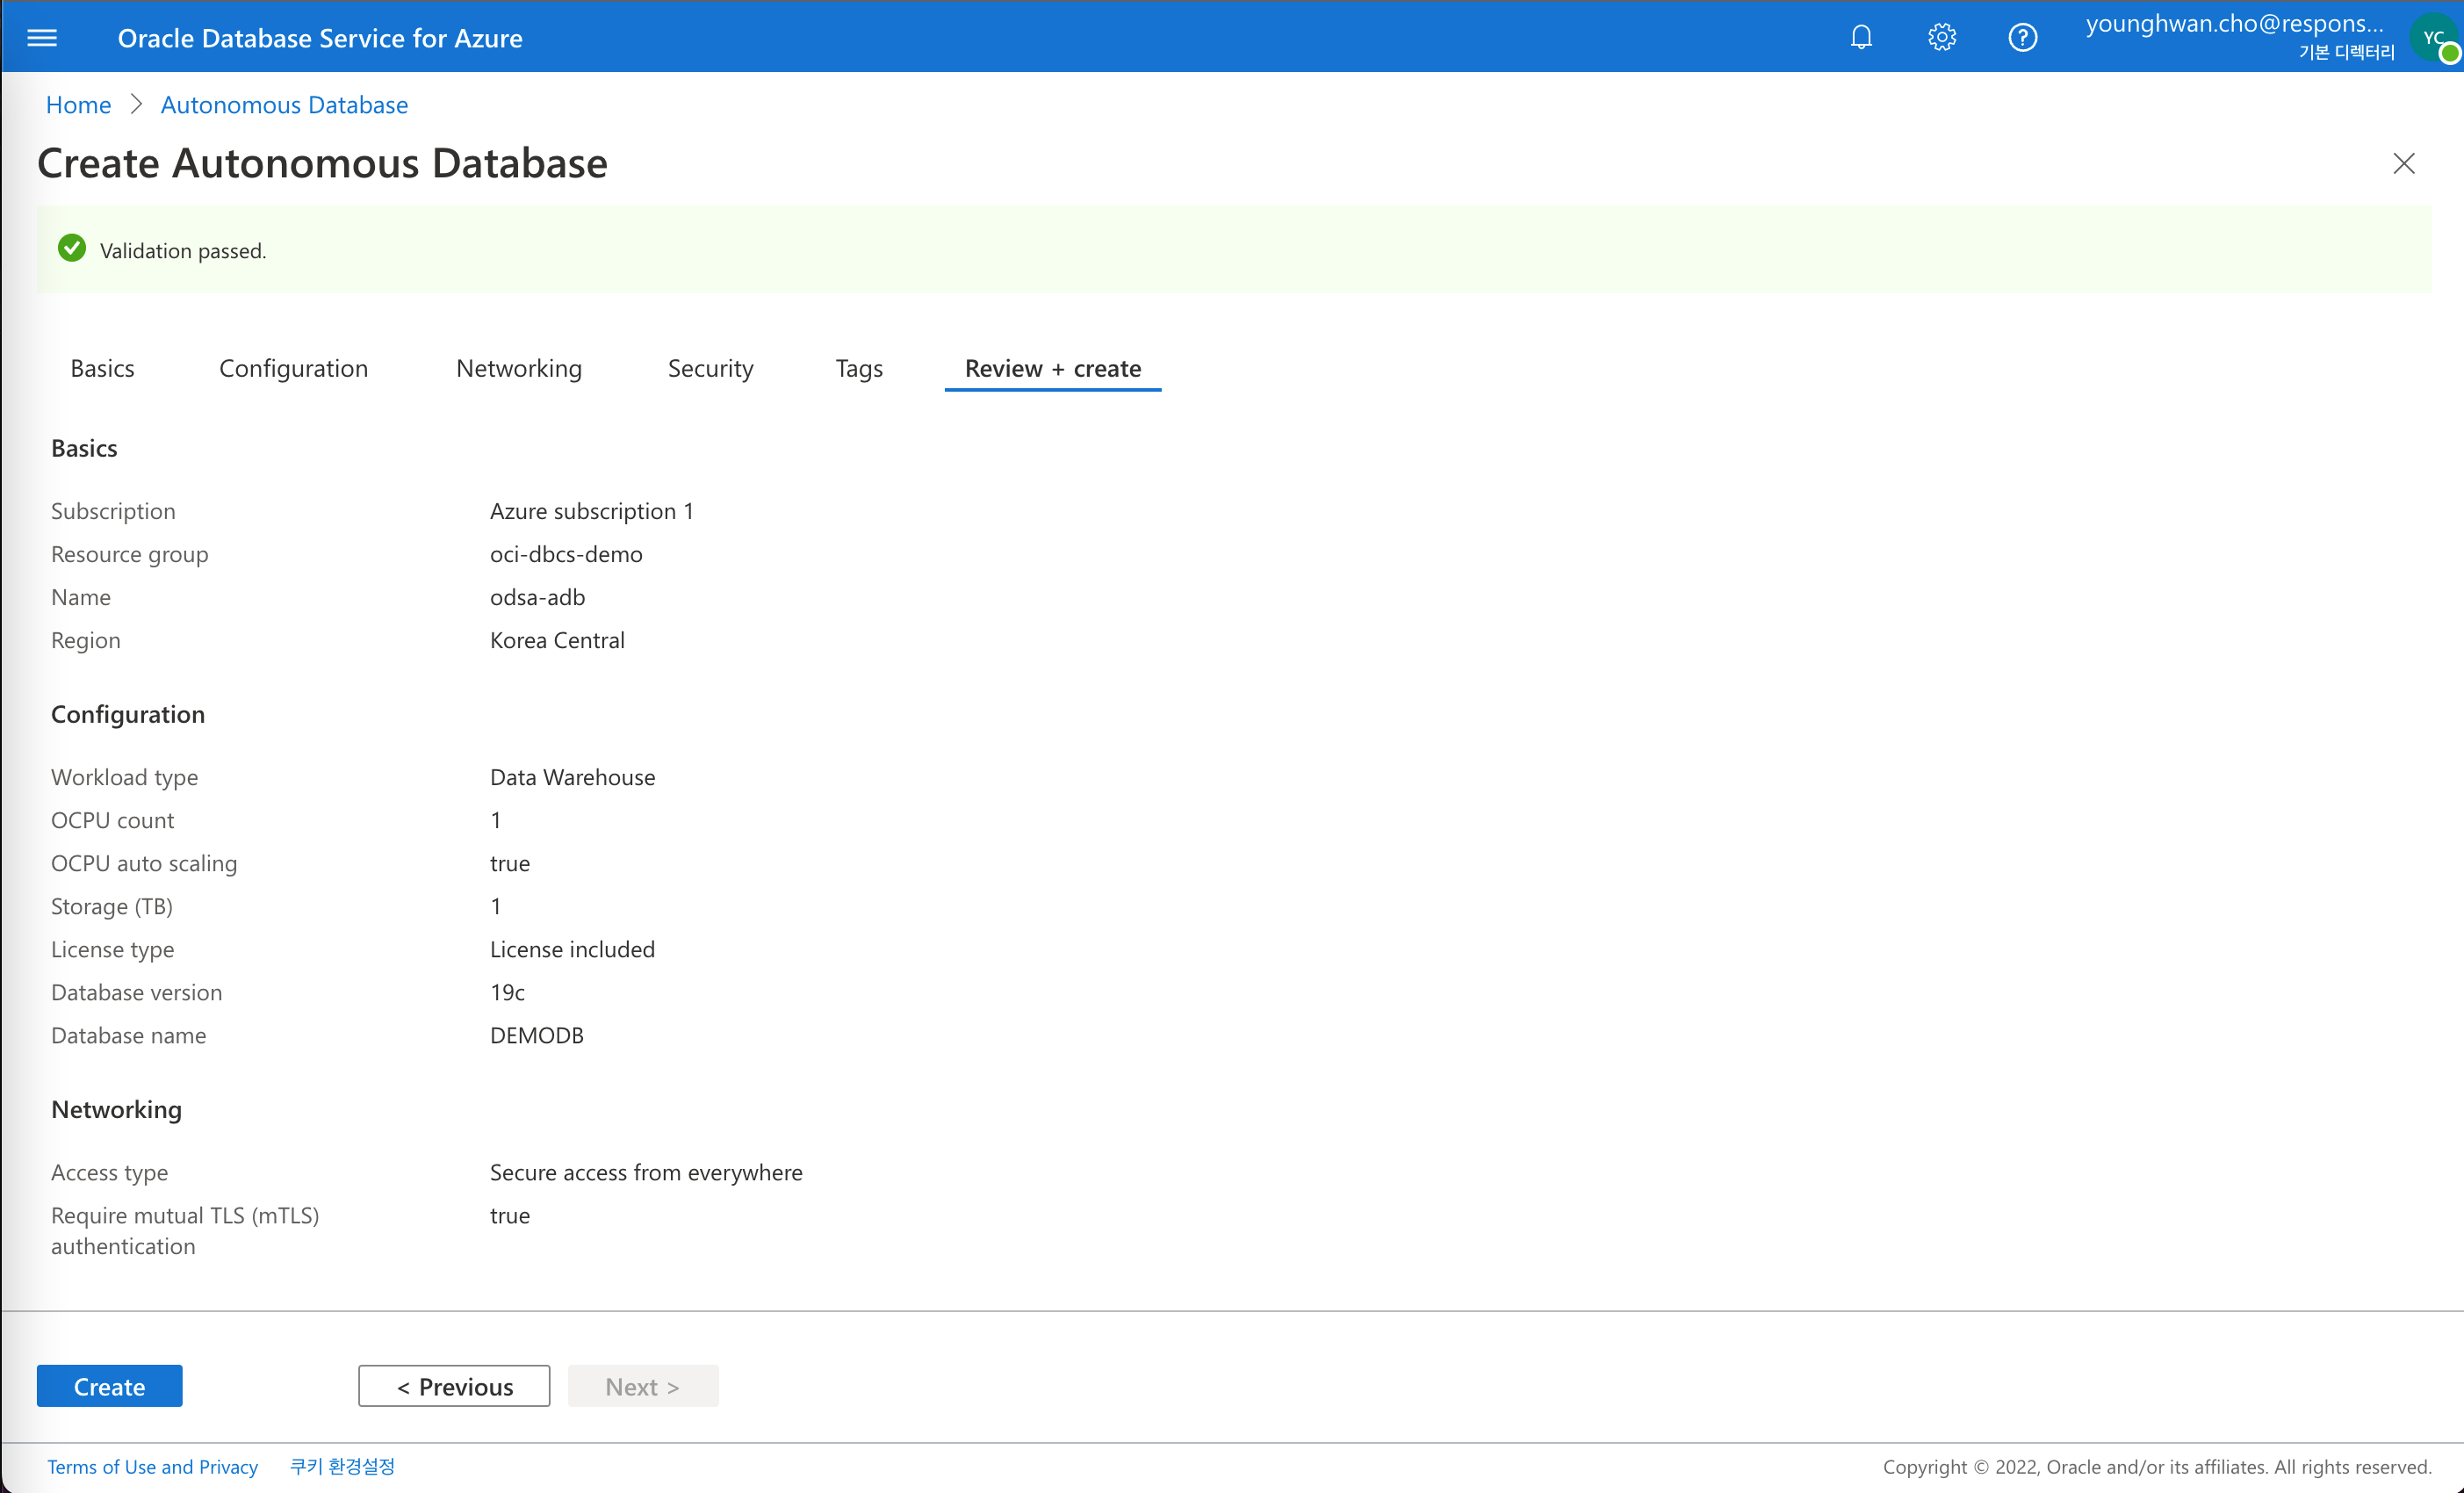 Oracle Database Service for Azure
younghwan.cho@respons...
기본 디렉터리
YC
Home > Autonomous Database
Create Autonomous Database
Validation passed.
Basics Configuration Networking Security Tags Review + create
Basics
Subscription Azure subscription 1
Resource group oci-dbcs-demo
Name odsa-adb
Region Korea Central
Configuration
Workload type Data Warehouse
OCPU count 1
OCPU auto scaling true
Storage (TB) 1
License type License included
Database version 19c
Database name DEMODB
Networking
Access type Secure access from everywhere
Require mutual TLS (mTLS) true
authentication
Create < Previous Next >
Terms of Use and Privacy 쿠키 환경설정 Copyright © 2022, Oracle and/or its affiliates. All rights reserved.